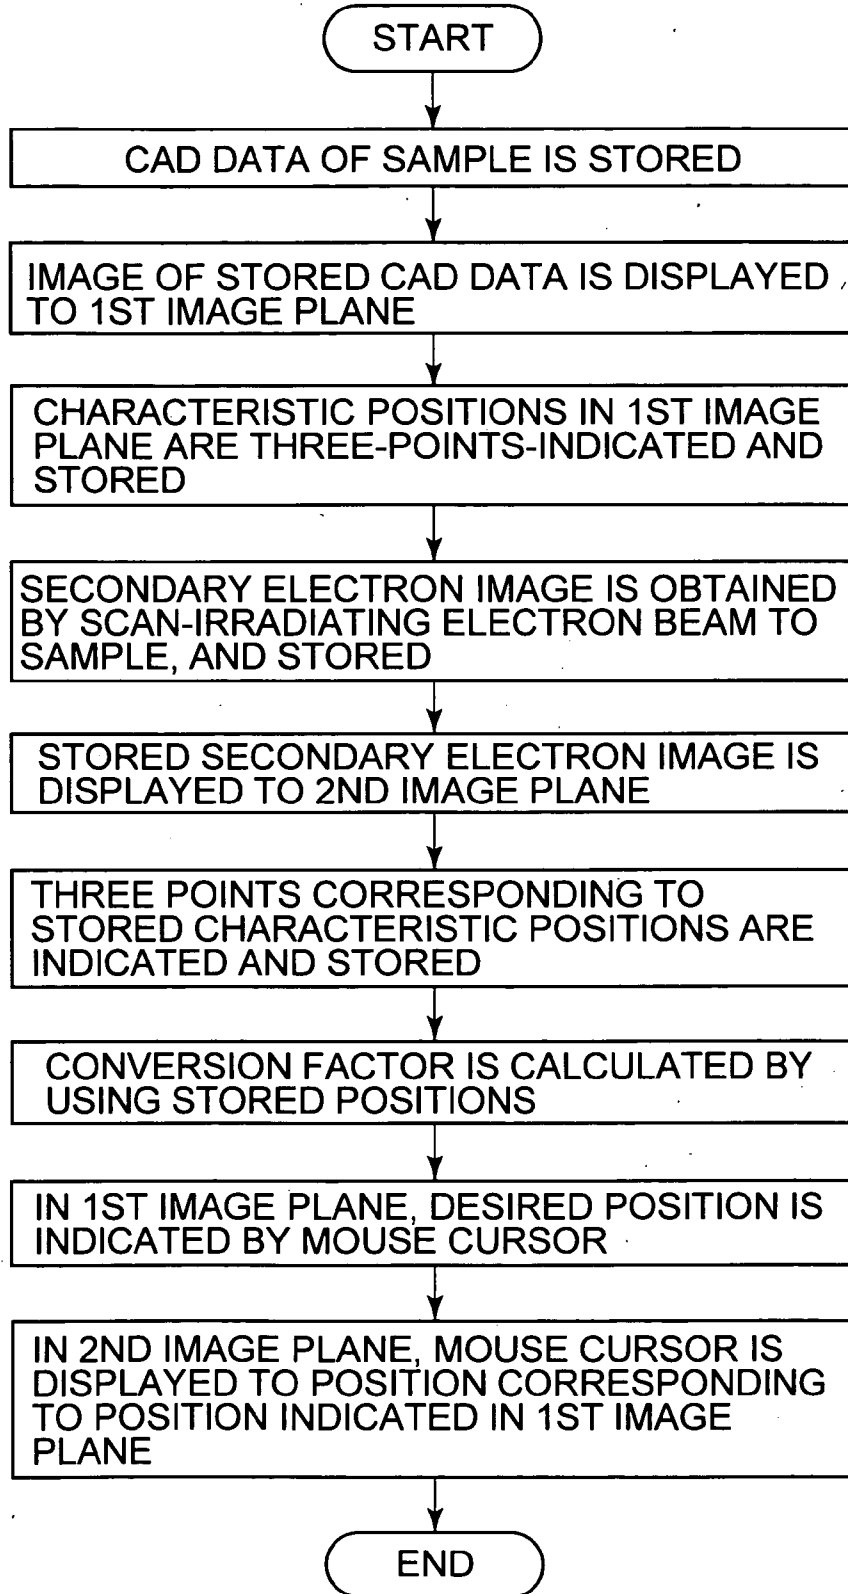 START
CAD DATA OF SAMPLE IS STORED
IMAGE OF STORED CAD DATA IS DISPLAYED
TO 1ST IMAGE PLANE
CHARACTERISTIC POSITIONS IN 1ST IMAGE
PLANE ARE THREE-POINTS-INDICATED AND
STORED
SECONDARY ELECTRON IMAGE IS OBTAINED
BY SCAN-IRRADIATING ELECTRON BEAM TO
SAMPLE, AND STORED
STORED SECONDARY ELECTRON IMAGE IS
DISPLAYED TO 2ND IMAGE PLANE
THREE POINTS CORRESPONDING TO
STORED CHARACTERISTIC POSITIONS ARE
INDICATED AND STORED
CONVERSION FACTOR IS CALCULATED BY
USING STORED POSITIONS
IN 1ST IMAGE PLANE, DESIRED POSITION IS
INDICATED BY MOUSE CURSOR
IN 2ND IMAGE PLANE, MOUSE CURSOR IS
DISPLAYED TO POSITION CORRESPONDING
TO POSITION INDICATED IN 1ST IMAGE
PLANE
END